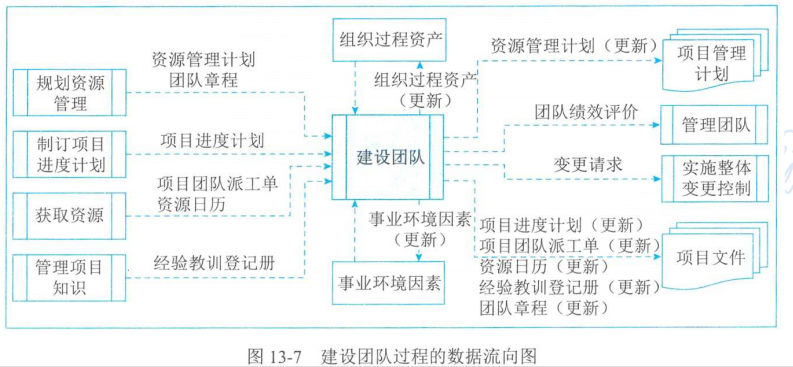 组织过程资产
资源管理计划
团队章程
规划资源
管理
组织过程资产
（更新）
资源管理计划（更新）
项目管理
计划
制订项目
进度计划
项目进度计划
建设团队
团队绩效评价
管理团队
获取资源
项目团队派工单
资源日历
变更请求
实施整体
变更控制
管理项目
知识
经验教训登记册
事业环境因素
（更新）
事业环境因素
项目进度计划（更新）
项目团队派工单（更新）
资源日历（更新）
经验教训登记册（更新）
团队章程（更新）
项目文件
图 13-7 建设团队过程的数据流向图